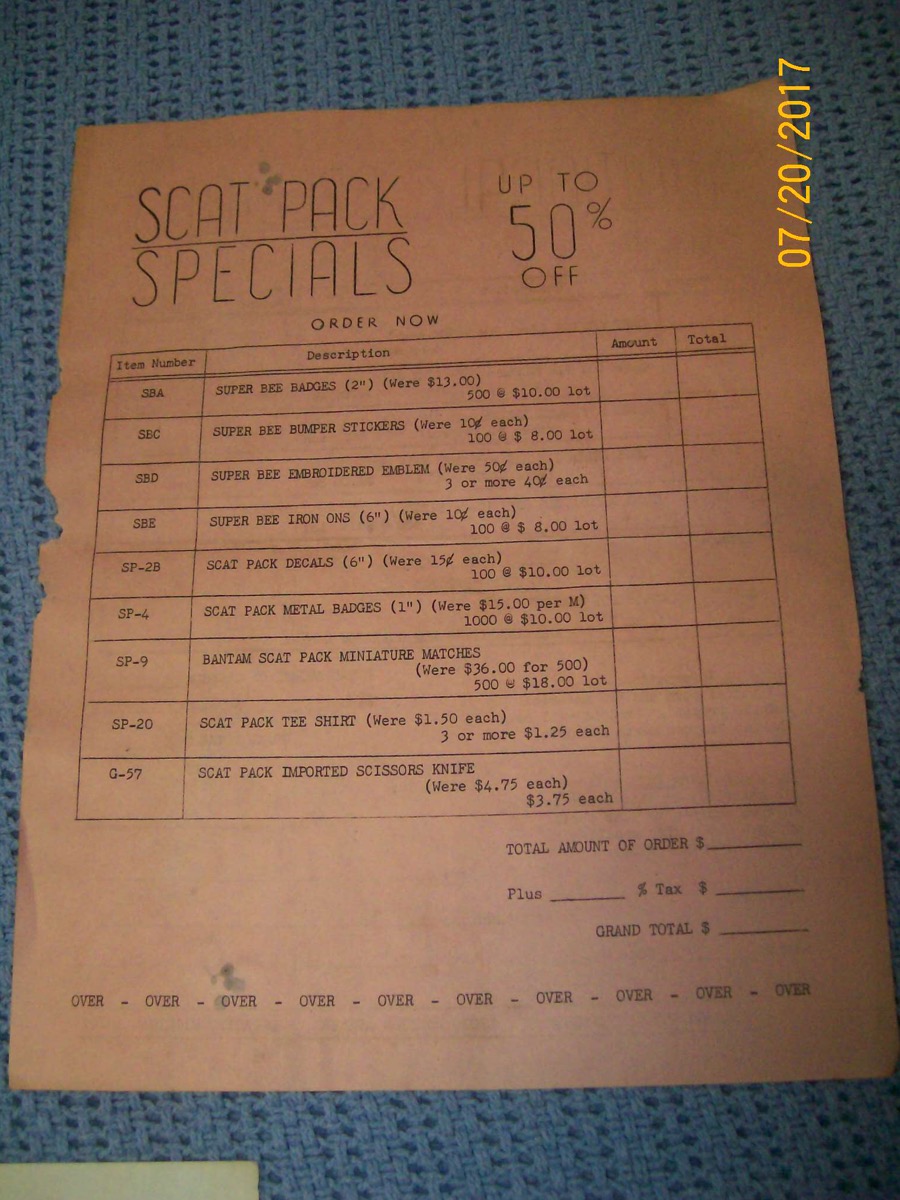 07/20/2017
SCAT PACK
SPECIALS
UP TO
50%
OFF
ORDER NOW
Item Number Description Amount Total
SBA SUPER BEE BADGES (2") (Were $13.00)
500 @ $10.00 lot
SBC SUPER BEE BUMPER STICKERS (Were 10¢ each)
100 @ $ 8.00 lot
SBD SUPER BEE EMBROIDERED EMBLEM (Were 50¢ each)
3 or more 40¢ each
SBE SUPER BEE IRON ONS (6") (Were 10¢ each)
100 @ $ 8.00 lot
SP-2B SCAT PACK DECALS (6") (Were 15¢ each)
100 @ $10.00 lot
SP-4 SCAT PACK METAL BADGES (1") (Were $15.00 per M)
1000 @ $10.00 lot
SP-9 BANTAM SCAT PACK MINIATURE MATCHES
(Were $36.00 for 500)
500 @ $18.00 lot
SP-20 SCAT PACK TEE SHIRT (Were $1.50 each)
3 or more $1.25 each
G-57 SCAT PACK IMPORTED SCISSORS KNIFE
(Were $4.75 each)
$3.75 each
TOTAL AMOUNT OF ORDER $
Plus % Tax $
GRAND TOTAL $
OVER - OVER - OVER - OVER - OVER - OVER - OVER - OVER - OVER - OVER